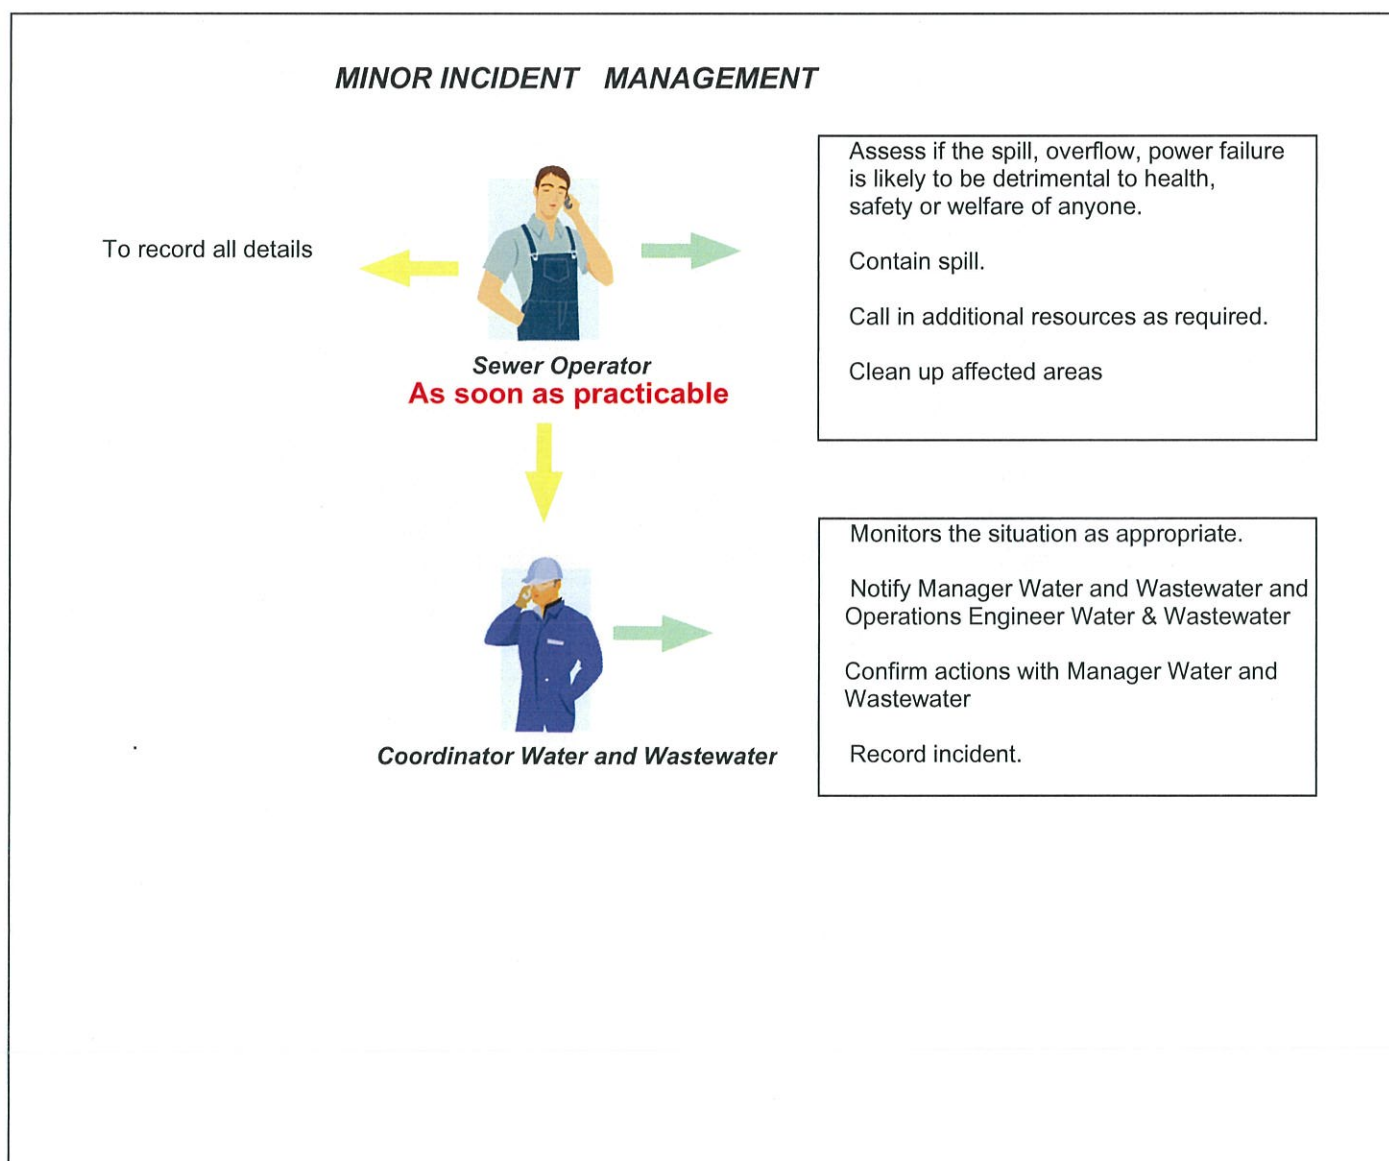 MINOR INCIDENT MANAGEMENT
To record all details
Sewer Operator
As soon as practicable
Assess if the spill, overflow, power failure
is likely to be detrimental to health,
safety or welfare of anyone.
Contain spill.
Call in additional resources as required.
Clean up affected areas
Coordinator Water and Wastewater
Monitors the situation as appropriate.
Notify Manager Water and Wastewater and
Operations Engineer Water & Wastewater
Confirm actions with Manager Water and
Wastewater
Record incident.